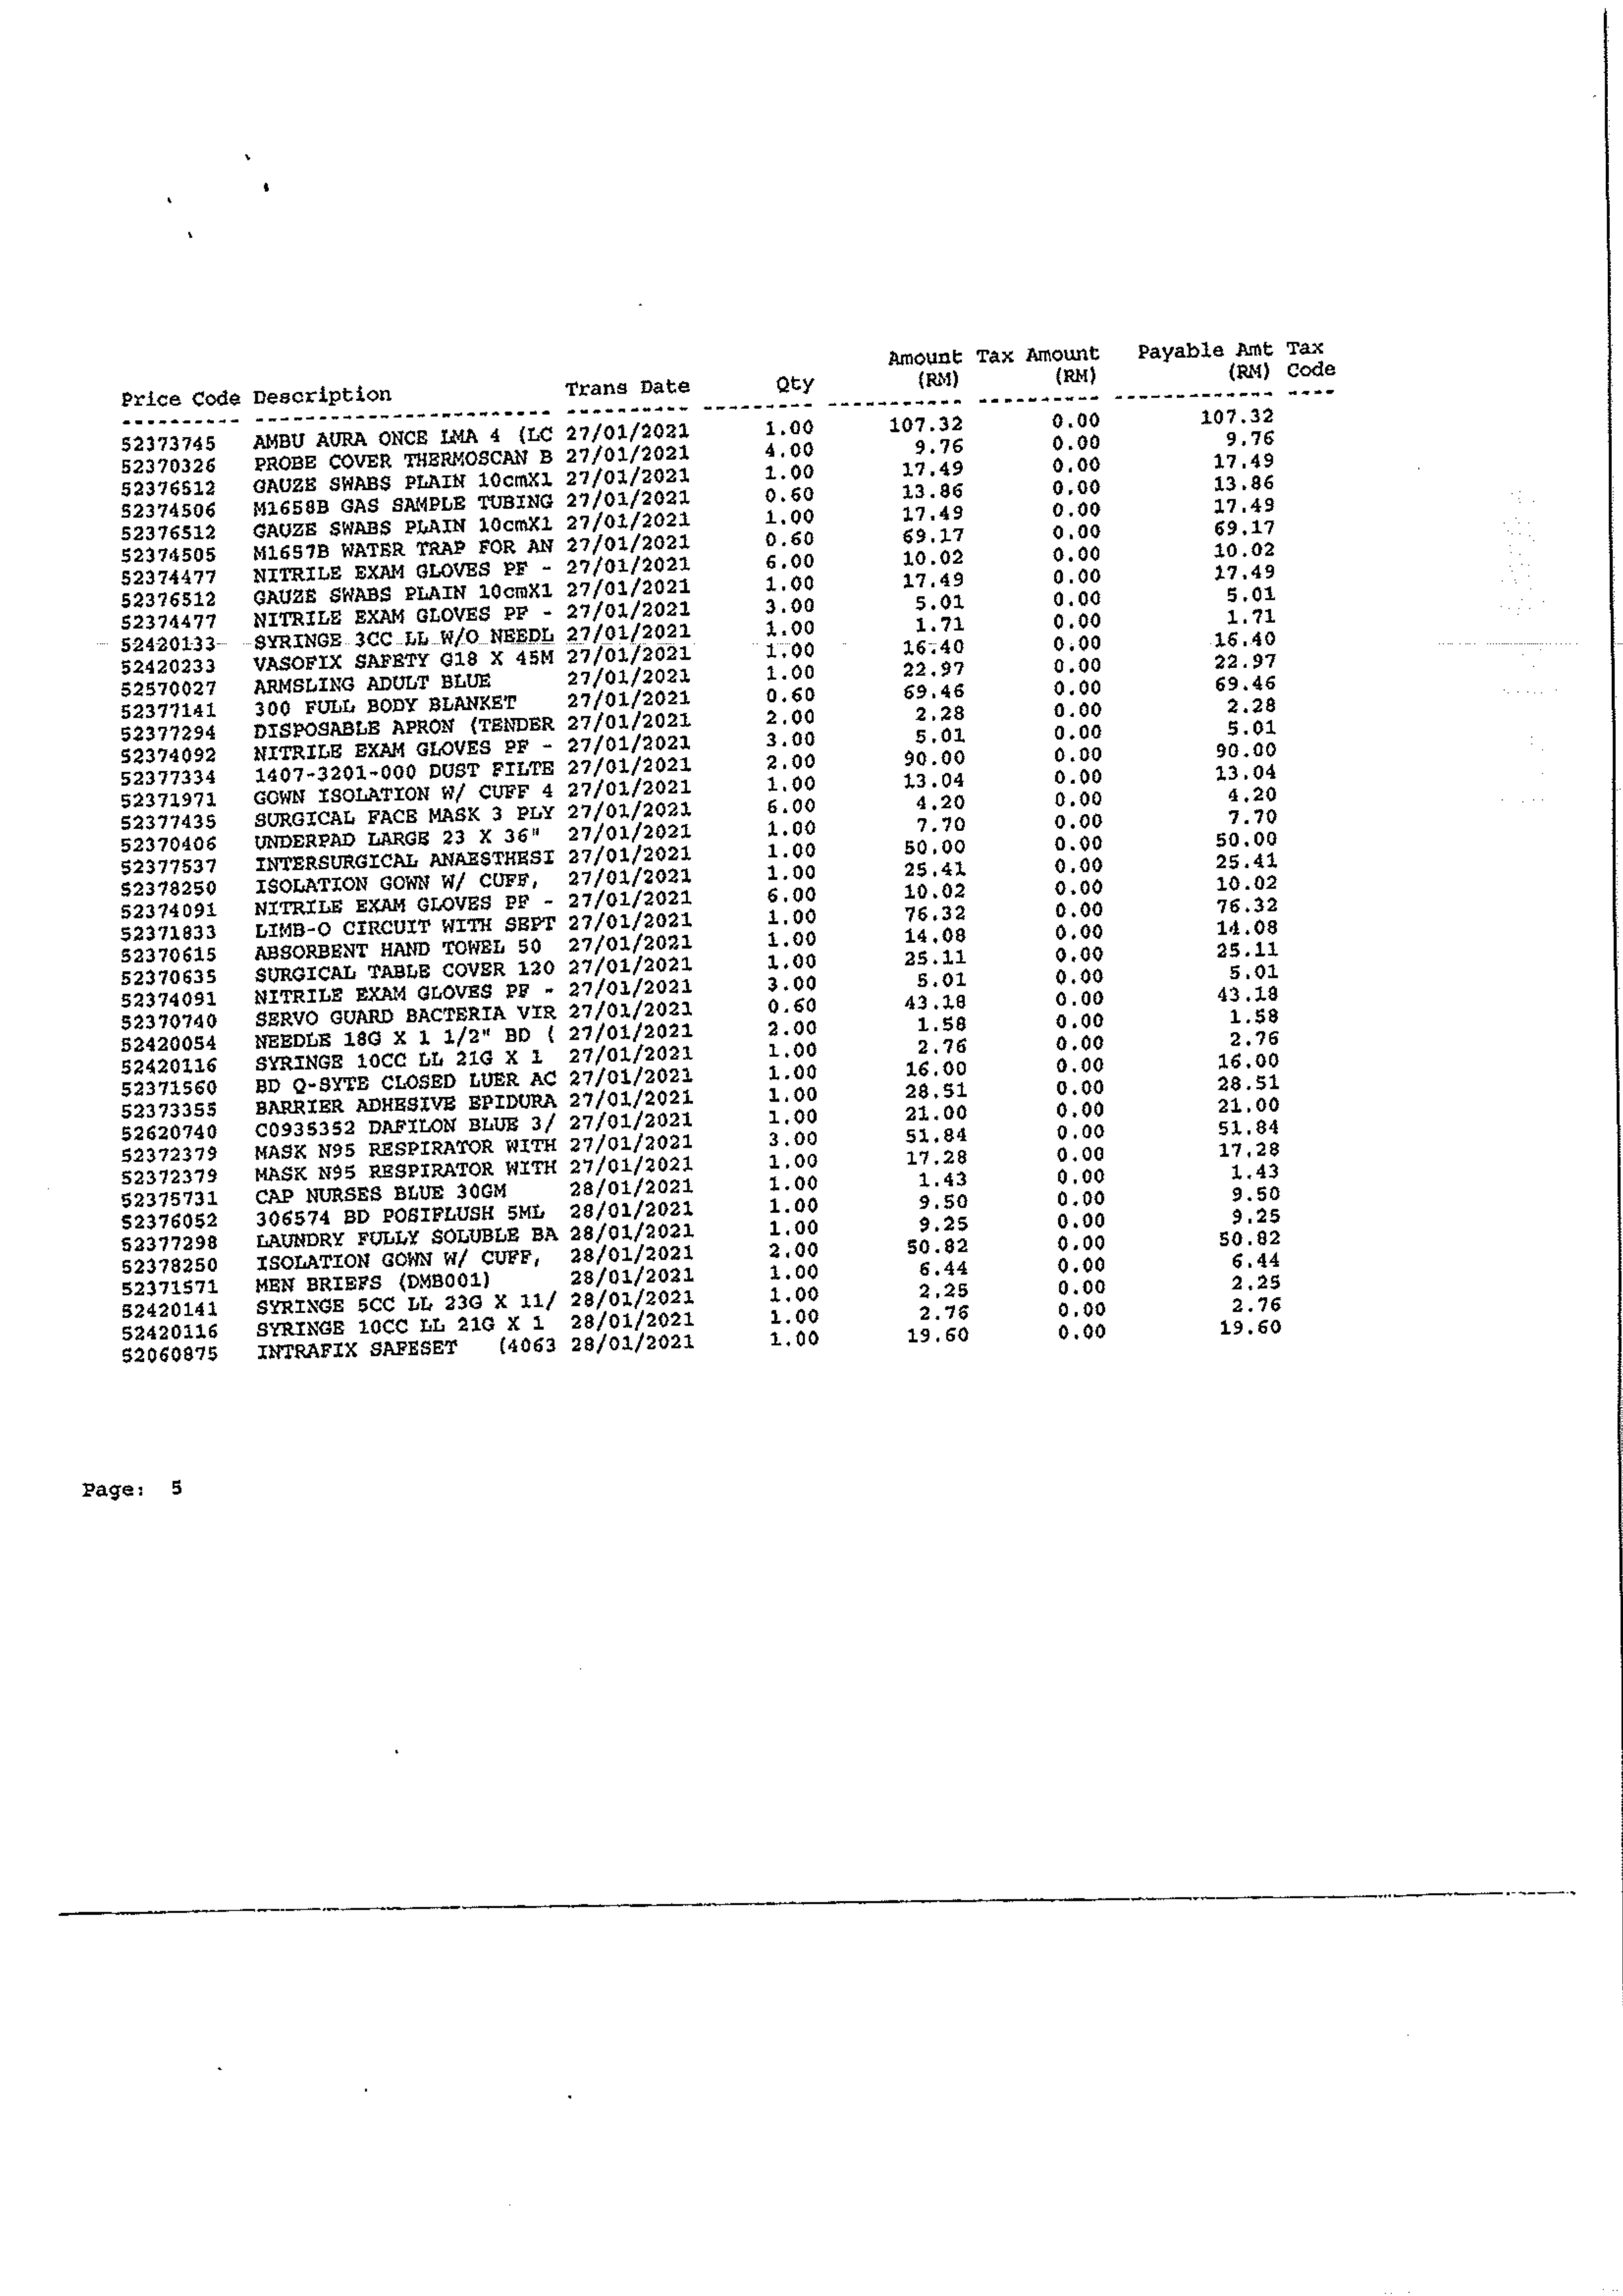 Amount Tax Amount Payable Amt Tax
Price Code Description Trans Date Qty (RM) (RM) (RM) Code
52373745 AMBU AURA ONCE LMA 4 (LC 27/01/2021 1.00 107.32 0.00 107.32
52370326 PROBE COVER THERMOSCAN B 27/01/2021 4.00 9.76 0.00 9.76
52376512 GAUZE SWABS PLAIN 10cmX1 27/01/2021 1.00 17.49 0.00 17.49
52374506 M1658B GAS SAMPLE TUBING 27/01/2021 0.60 13.86 0.00 13.86
52376512 GAUZE SWABS PLAIN 10cmX1 27/01/2021 1.00 17.49 0.00 17.49
52374505 M1657B WATER TRAP FOR AN 27/01/2021 0.60 69.17 0.00 69.17
52374477 NITRILE EXAM GLOVES PF - 27/01/2021 6.00 10.02 0.00 10.02
52376512 GAUZE SWABS PLAIN 10cmX1 27/01/2021 1.00 17.49 0.00 17.49
52374477 NITRILE EXAM GLOVES PF - 27/01/2021 3.00 5.01 0.00 5.01
52420133 SYRINGE 3CC LL W/O NEEDL 27/01/2021 1.00 1.71 0.00 1.71
52420233 VASOFIX SAFETY G18 X 45M 27/01/2021 1.00 16.40 0.00 16.40
52570027 ARMSLING ADULT BLUE 27/01/2021 1.00 22.97 0.00 22.97
52377141 300 FULL BODY BLANKET 27/01/2021 0.60 69.46 0.00 69.46
52377294 DISPOSABLE APRON (TENDER 27/01/2021 2.00 2.28 0.00 2.28
52374092 NITRILE EXAM GLOVES PF - 27/01/2021 3.00 5.01 0.00 5.01
52377334 1407-3201-000 DUST FILTE 27/01/2021 2.00 90.00 0.00 90.00
52371971 GOWN ISOLATION W/ CUFF 4 27/01/2021 1.00 13.04 0.00 13.04
52377435 SURGICAL FACE MASK 3 PLY 27/01/2021 6.00 4.20 0.00 4.20
52370406 UNDERPAD LARGE 23 X 36" 27/01/2021 1.00 7.70 0.00 7.70
52377537 INTERSURGICAL ANAESTHESI 27/01/2021 1.00 50.00 0.00 50.00
52378250 ISOLATION GOWN W/ CUFF, 27/01/2021 1.00 25.41 0.00 25.41
52374091 NITRILE EXAM GLOVES PF - 27/01/2021 6.00 10.02 0.00 10.02
52371833 LIMB-O CIRCUIT WITH SEPT 27/01/2021 1.00 76.32 0.00 76.32
52370615 ABSORBENT HAND TOWEL 50 27/01/2021 1.00 14.08 0.00 14.08
52370635 SURGICAL TABLE COVER 120 27/01/2021 1.00 25.11 0.00 25.11
52374091 NITRILE EXAM GLOVES PF - 27/01/2021 3.00 5.01 0.00 5.01
52370740 SERVO GUARD BACTERIA VIR 27/01/2021 0.60 43.18 0.00 43.18
52420054 NEEDLE 18G X 1 1/2" BD ( 27/01/2021 2.00 1.58 0.00 1.58
52420116 SYRINGE 10CC LL 21G X 1 27/01/2021 1.00 2.76 0.00 2.76
52371560 BD Q-SYTE CLOSED LUER AC 27/01/2021 1.00 16.00 0.00 16.00
52373355 BARRIER ADHESIVE EPIDURA 27/01/2021 1.00 28.51 0.00 28.51
52620740 C0935352 DAFILON BLUE 3/ 27/01/2021 1.00 21.00 0.00 21.00
52372379 MASK N95 RESPIRATOR WITH 27/01/2021 3.00 51.84 0.00 51.84
52372379 MASK N95 RESPIRATOR WITH 27/01/2021 1.00 17.28 0.00 17.28
52375731 CAP NURSES BLUE 30GM 28/01/2021 1.00 1.43 0.00 1.43
52376052 306574 BD POSIFLUSH 5ML 28/01/2021 1.00 9.50 0.00 9.50
52377298 LAUNDRY FULLY SOLUBLE BA 28/01/2021 1.00 9.25 0.00 9.25
52378250 ISOLATION GOWN W/ CUFF, 28/01/2021 2.00 50.82 0.00 50.82
52371571 MEN BRIEFS (DMB001) 28/01/2021 1.00 6.44 0.00 6.44
52420141 SYRINGE 5CC LL 23G X 11/ 28/01/2021 1.00 2.25 0.00 2.25
52420116 SYRINGE 10CC LL 21G X 1 28/01/2021 1.00 2.76 0.00 2.76
52060875 INTRAFIX SAFESET (4063 28/01/2021 1.00 19.60 0.00 19.60
Page: 5